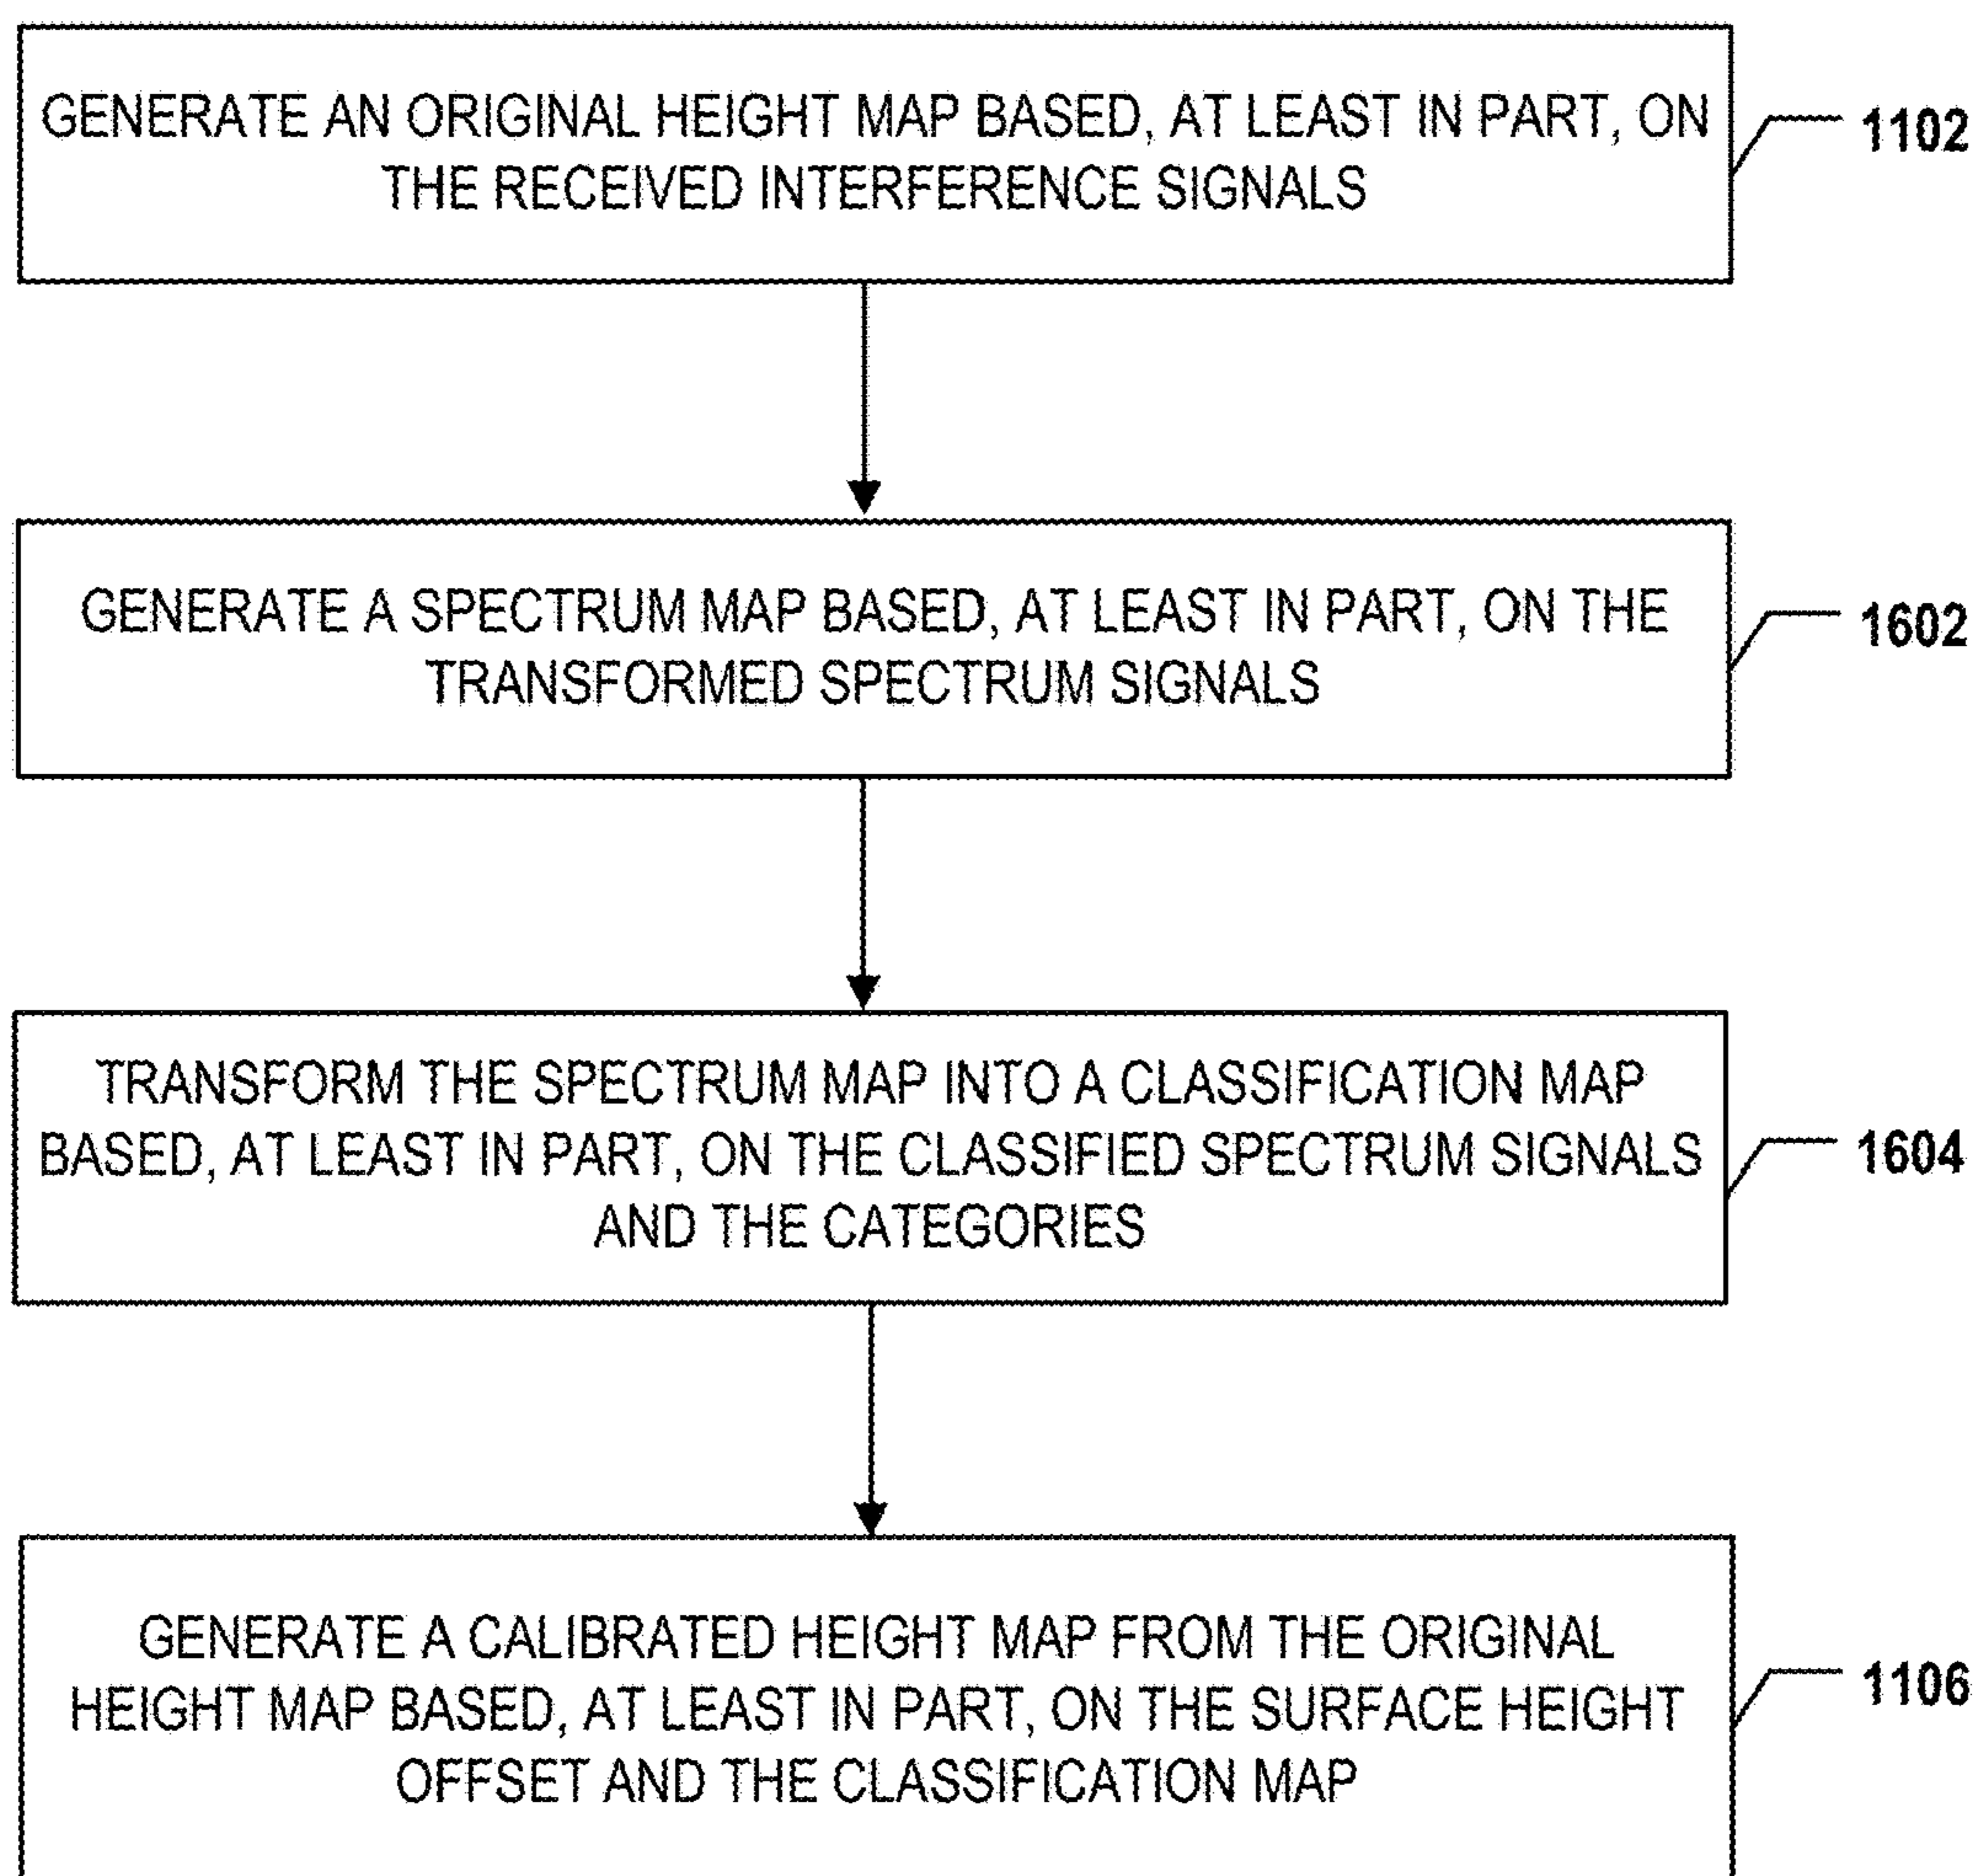 GENERATE AN ORIGINAL HEIGHT MAP BASED, AT LEAST IN PART, ON
THE RECEIVED INTERFERENCE SIGNALS
1102
GENERATE A SPECTRUM MAP BASED, AT LEAST IN PART, ON THE
TRANSFORMED SPECTRUM SIGNALS
1602
TRANSFORM THE SPECTRUM MAP INTO A CLASSIFICATION MAP
BASED, AT LEAST IN PART, ON THE CLASSIFIED SPECTRUM SIGNALS
AND THE CATEGORIES
1604
GENERATE A CALIBRATED HEIGHT MAP FROM THE ORIGINAL
HEIGHT MAP BASED, AT LEAST IN PART, ON THE SURFACE HEIGHT
OFFSET AND THE CLASSIFICATION MAP
1106